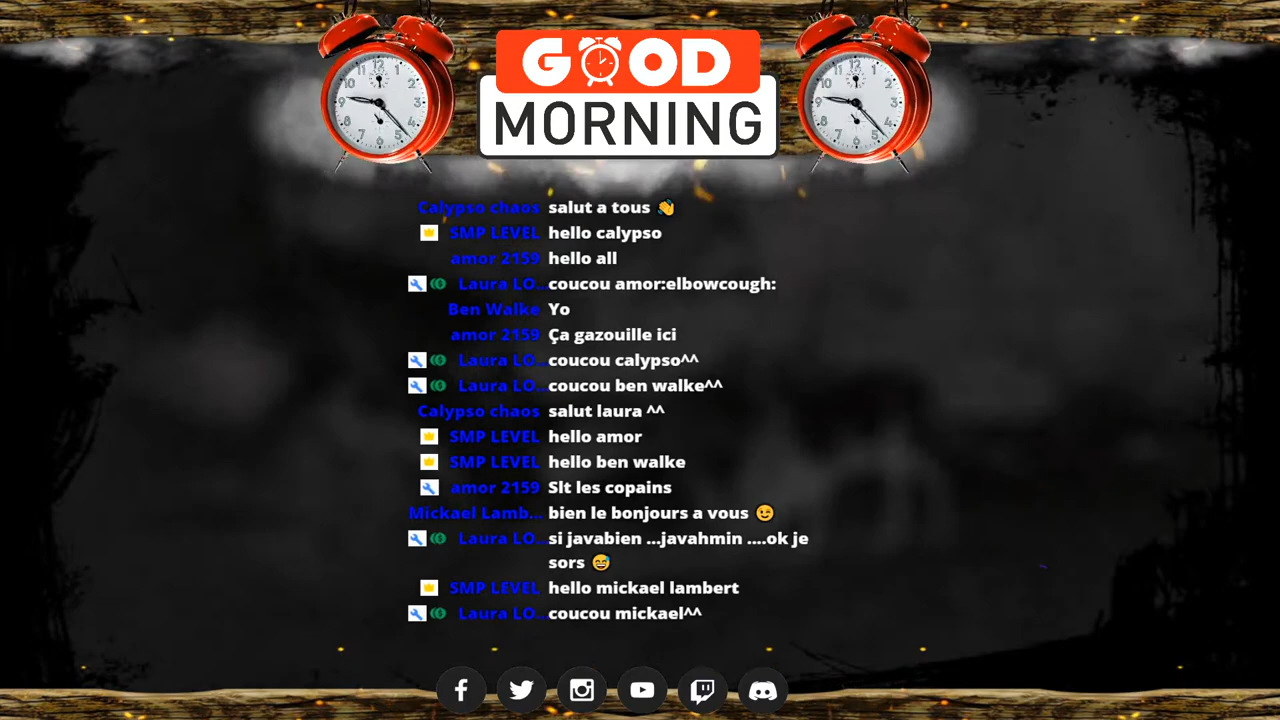 GOOD
MORNING
Calypso chaos salut a tous 👋
SMP LEVEL hello calypso
amor 2159 hello all
Laura LO... coucou amor:elbowcough:
Ben Walke Yo
amor 2159 Ça gazouille ici
Laura LO... coucou calypso^^
Laura LO... coucou ben walke^^
Calypso chaos salut laura ^^
SMP LEVEL hello amor
SMP LEVEL hello ben walke
amor 2159 Slt les copains
Mickael Lamb... bien le bonjours a vous 😉
Laura LO... si javabien ...javahmin ....ok je
sors 😅
SMP LEVEL hello mickael lambert
Laura LO... coucou mickael^^